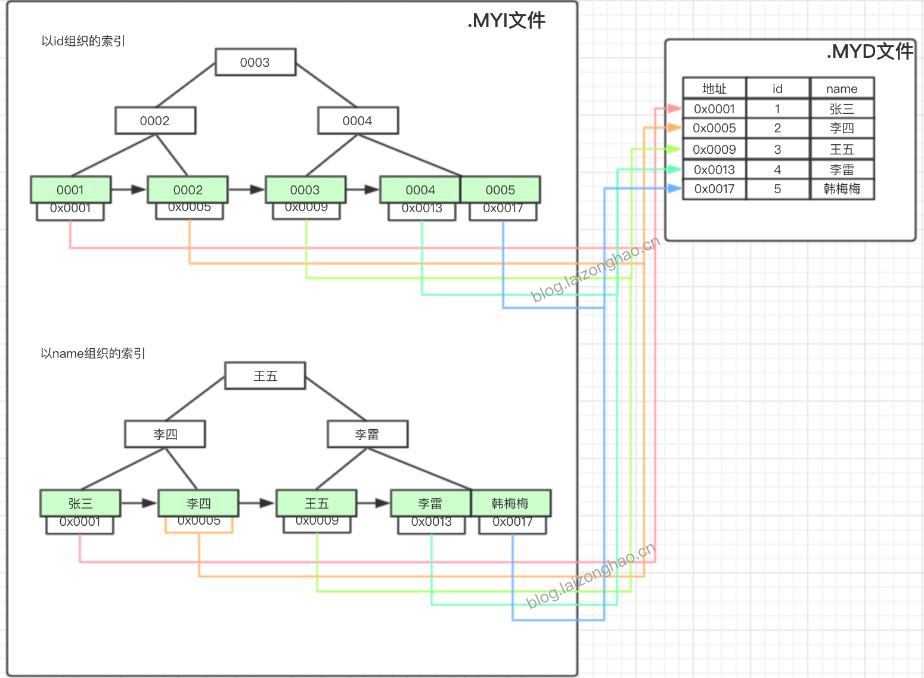 .MYI文件
以id组织的索引
0003
0002
0004
0001
0002
0003
0004
0005
0x0001
0x0005
0x0009
0x0013
0x0017
.MYD文件
地址 id name
0x0001 1 张三
0x0005 2 李四
0x0009 3 王五
0x0013 4 李雷
0x0017 5 韩梅梅
blog.laizonghao.cn
以name组织的索引
王五
李四
李雷
张三
李四
王五
李雷
韩梅梅
0x0001
0x0005
0x0009
0x0013
0x0017
blog.laizonghao.cn